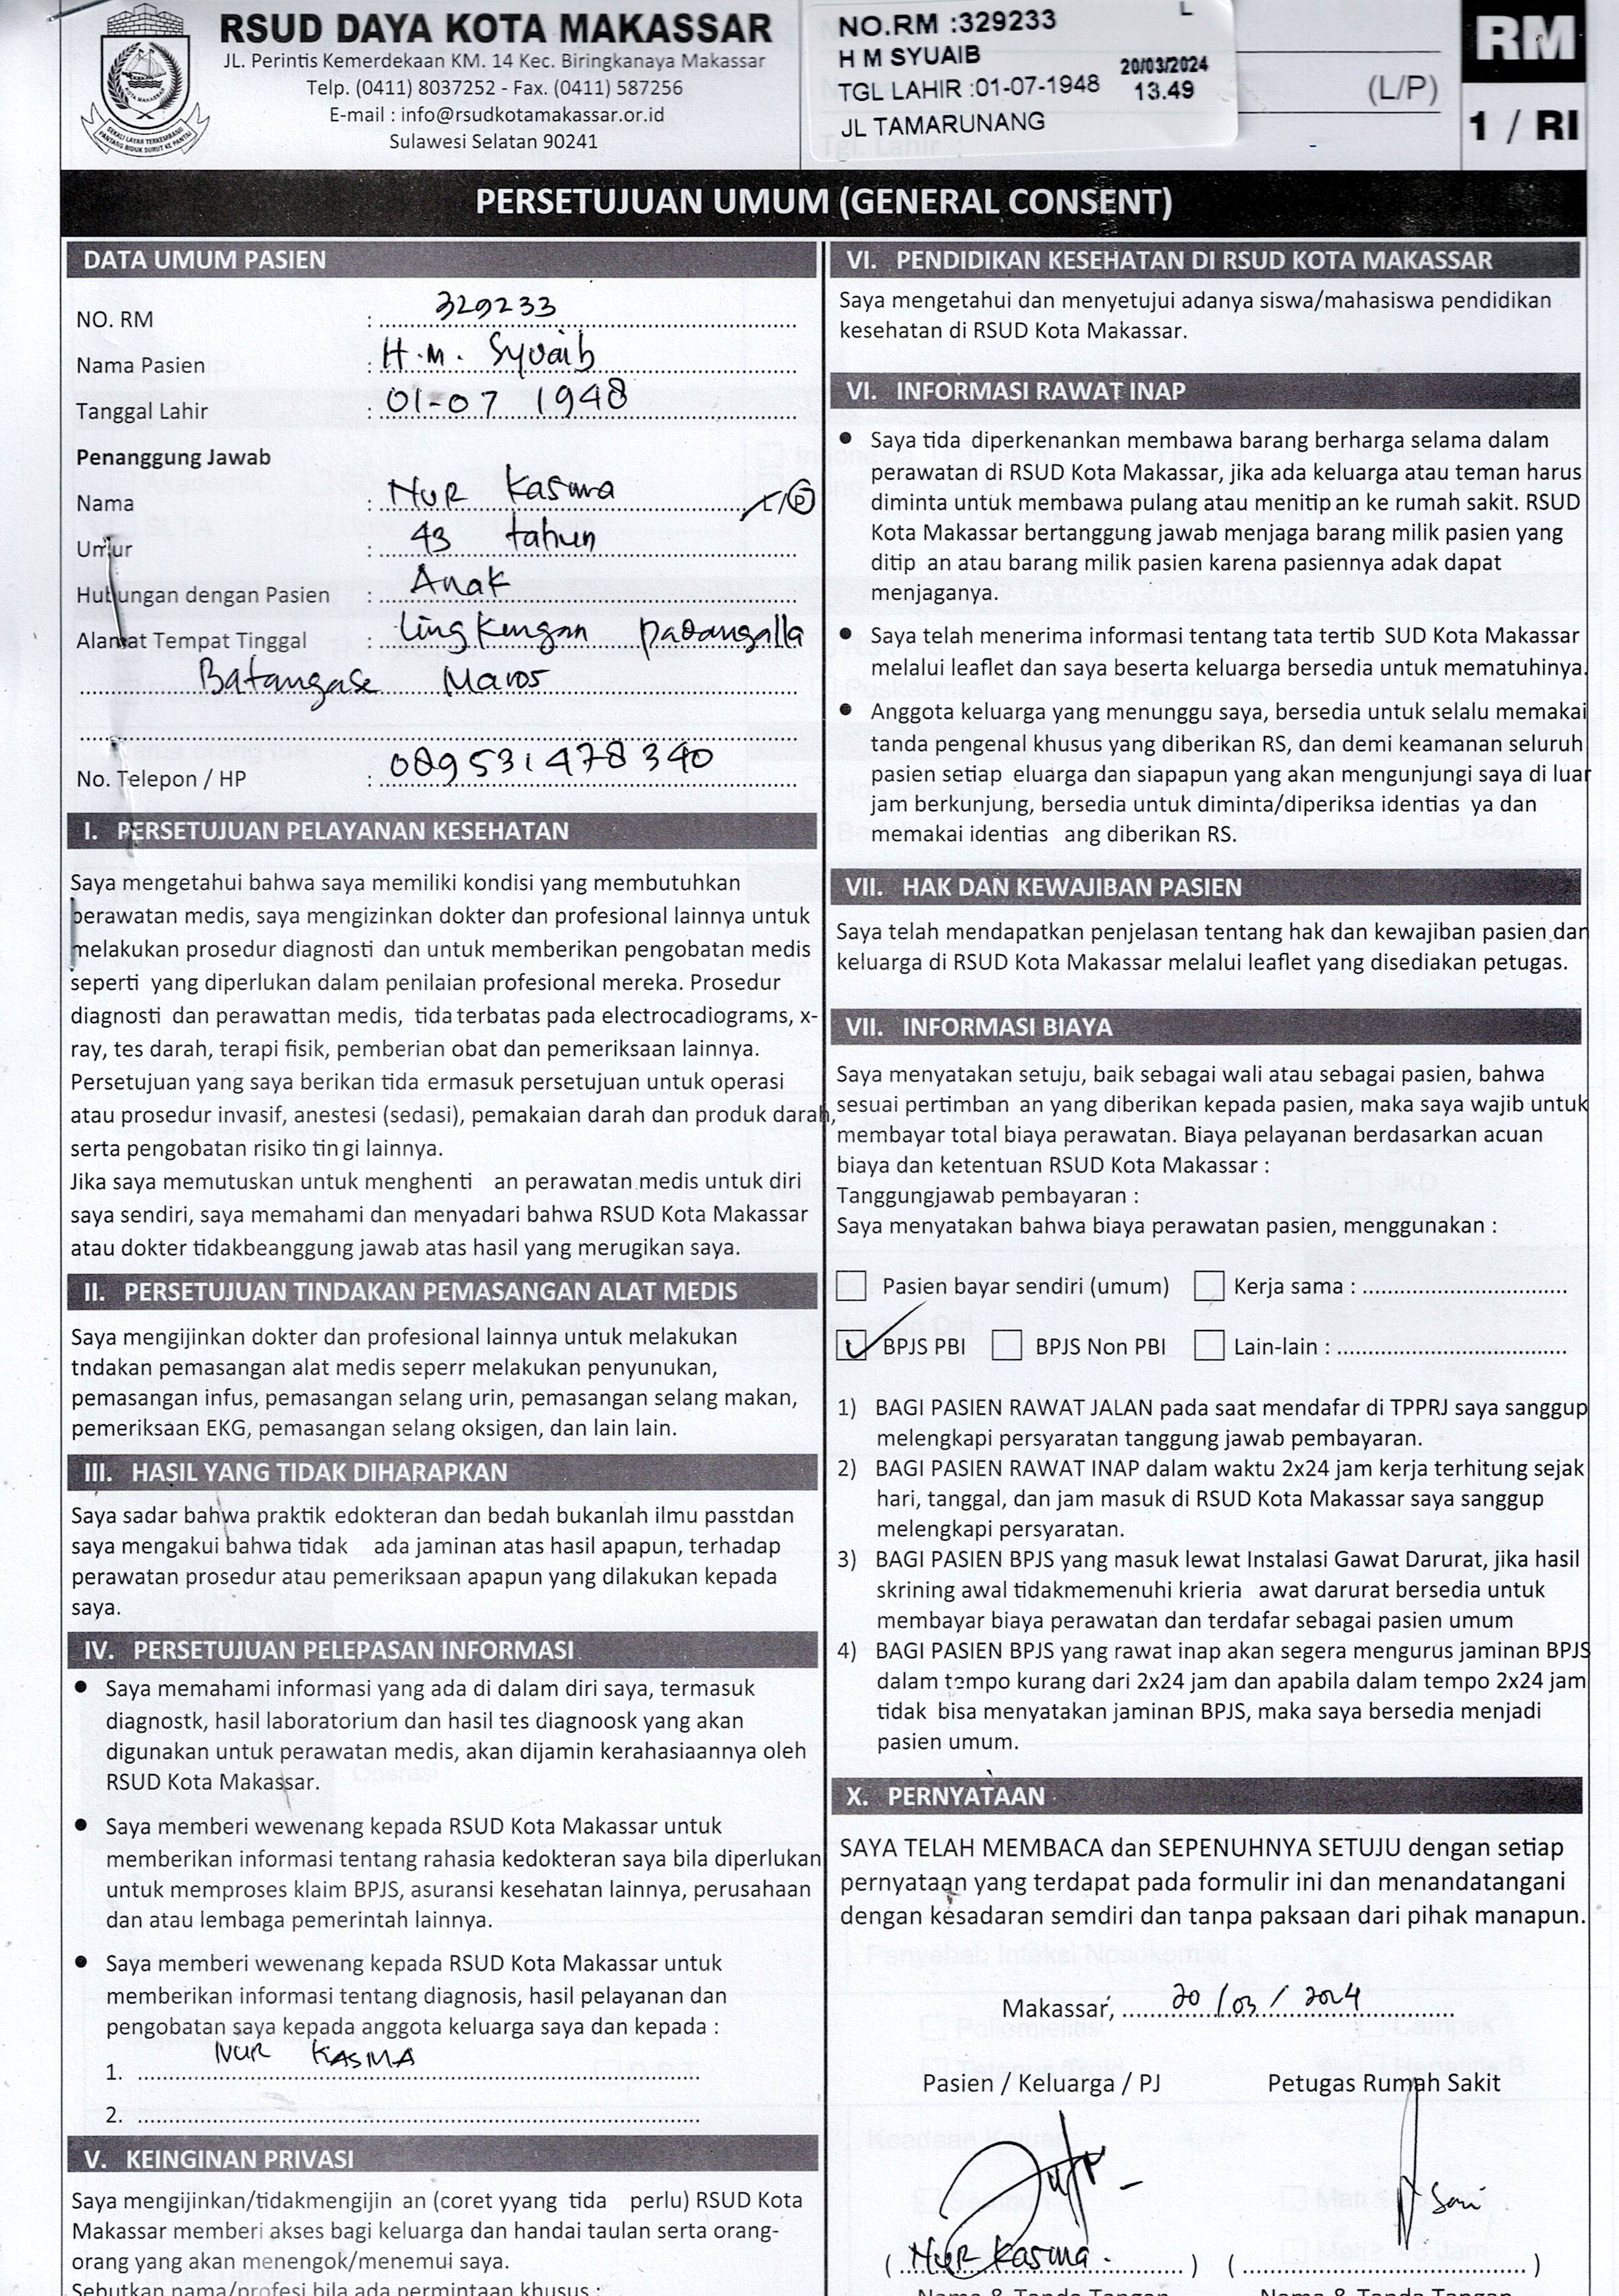 RSUD DAYA KOTA MAKASSAR
JL. Perintis Kemerdekaan KM. 14 Kec. Biringkanaya Makassar
Telp. (0411) 8037252 - Fax. (0411) 587256
E-mail : info@rsudkotamakassar.or.id
Sulawesi Selatan 90241
KOTA MAKASSAR
SEKALI LAYAR TERKEMBANG
PANTANG BIDUK SURUT KE PANTAI
NO.RM :329233 L
H M SYUAIB
TGL LAHIR :01-07-1948
JL TAMARUNANG
20/03/2024
13.49
(L/P)
Tgl. Lahir :
RM
1 / RI
PERSETUJUAN UMUM (GENERAL CONSENT)
DATA UMUM PASIEN
NO. RM : 329233
Nama Pasien : H.M. Syuaib
Tanggal Lahir : 01-07 1948
Penanggung Jawab
Nama : Nur Kasma L/P
Umur : 43 tahun
Hubungan dengan Pasien : Anak
Alamat Tempat Tinggal : Lingkungan padangalla
Batangase Maros
No. Telepon / HP : 089531478340
I. PERSETUJUAN PELAYANAN KESEHATAN
Saya mengetahui bahwa saya memiliki kondisi yang membutuhkan
perawatan medis, saya mengizinkan dokter dan profesional lainnya untuk
melakukan prosedur diagnosti dan untuk memberikan pengobatan medis
seperti yang diperlukan dalam penilaian profesional mereka. Prosedur
diagnosti dan perawattan medis, tida terbatas pada electrocadiograms, x-
ray, tes darah, terapi fisik, pemberian obat dan pemeriksaan lainnya.
Persetujuan yang saya berikan tida ermasuk persetujuan untuk operasi
atau prosedur invasif, anestesi (sedasi), pemakaian darah dan produk darah,
serta pengobatan risiko tin gi lainnya.
Jika saya memutuskan untuk menghenti an perawatan medis untuk diri
saya sendiri, saya memahami dan menyadari bahwa RSUD Kota Makassar
atau dokter tidakbeanggung jawab atas hasil yang merugikan saya.
II. PERSETUJUAN TINDAKAN PEMASANGAN ALAT MEDIS
Saya mengijinkan dokter dan profesional lainnya untuk melakukan
tndakan pemasangan alat medis seperr melakukan penyunukan,
pemasangan infus, pemasangan selang urin, pemasangan selang makan,
pemeriksaan EKG, pemasangan selang oksigen, dan lain lain.
III. HASIL YANG TIDAK DIHARAPKAN
Saya sadar bahwa praktik edokteran dan bedah bukanlah ilmu passtdan
saya mengakui bahwa tidak ada jaminan atas hasil apapun, terhadap
perawatan prosedur atau pemeriksaan apapun yang dilakukan kepada
saya.
IV. PERSETUJUAN PELEPASAN INFORMASI
● Saya memahami informasi yang ada di dalam diri saya, termasuk
diagnostk, hasil laboratorium dan hasil tes diagnoosk yang akan
digunakan untuk perawatan medis, akan dijamin kerahasiaannya oleh
RSUD Kota Makassar.
● Saya memberi wewenang kepada RSUD Kota Makassar untuk
memberikan informasi tentang rahasia kedokteran saya bila diperlukan
untuk memproses klaim BPJS, asuransi kesehatan lainnya, perusahaan
dan atau lembaga pemerintah lainnya.
● Saya memberi wewenang kepada RSUD Kota Makassar untuk
memberikan informasi tentang diagnosis, hasil pelayanan dan
pengobatan saya kepada anggota keluarga saya dan kepada :
1. NUR KASMA
2.
V. KEINGINAN PRIVASI
Saya mengijinkan/tidakmengijin an (coret yyang tida perlu) RSUD Kota
Makassar memberi akses bagi keluarga dan handai taulan serta orang-
orang yang akan menengok/menemui saya.
Sebutkan nama/profesi bila ada permintaan khusus :
VI. PENDIDIKAN KESEHATAN DI RSUD KOTA MAKASSAR
Saya mengetahui dan menyetujui adanya siswa/mahasiswa pendidikan
kesehatan di RSUD Kota Makassar.
VI. INFORMASI RAWAT INAP
● Saya tida diperkenankan membawa barang berharga selama dalam
perawatan di RSUD Kota Makassar, jika ada keluarga atau teman harus
diminta untuk membawa pulang atau menitip an ke rumah sakit. RSUD
Kota Makassar bertanggung jawab menjaga barang milik pasien yang
ditip an atau barang milik pasien karena pasiennya adak dapat
menjaganya.
● Saya telah menerima informasi tentang tata tertib SUD Kota Makassar
melalui leaflet dan saya beserta keluarga bersedia untuk mematuhinya.
● Anggota keluarga yang menunggu saya, bersedia untuk selalu memakai
tanda pengenal khusus yang diberikan RS, dan demi keamanan seluruh
pasien setiap eluarga dan siapapun yang akan mengunjungi saya di luar
jam berkunjung, bersedia untuk diminta/diperiksa identias ya dan
memakai identias ang diberikan RS.
VII. HAK DAN KEWAJIBAN PASIEN
Saya telah mendapatkan penjelasan tentang hak dan kewajiban pasien dan
keluarga di RSUD Kota Makassar melalui leaflet yang disediakan petugas.
VII. INFORMASI BIAYA
Saya menyatakan setuju, baik sebagai wali atau sebagai pasien, bahwa
sesuai pertimban an yang diberikan kepada pasien, maka saya wajib untuk
membayar total biaya perawatan. Biaya pelayanan berdasarkan acuan
biaya dan ketentuan RSUD Kota Makassar :
Tanggungjawab pembayaran :
Saya menyatakan bahwa biaya perawatan pasien, menggunakan :
Pasien bayar sendiri (umum) Kerja sama :
BPJS PBI BPJS Non PBI Lain-lain :
1) BAGI PASIEN RAWAT JALAN pada saat mendafar di TPPRJ saya sanggup
melengkapi persyaratan tanggung jawab pembayaran.
2) BAGI PASIEN RAWAT INAP dalam waktu 2x24 jam kerja terhitung sejak
hari, tanggal, dan jam masuk di RSUD Kota Makassar saya sanggup
melengkapi persyaratan.
3) BAGI PASIEN BPJS yang masuk lewat Instalasi Gawat Darurat, jika hasil
skrining awal tidakmemenuhi krieria awat darurat bersedia untuk
membayar biaya perawatan dan terdafar sebagai pasien umum
4) BAGI PASIEN BPJS yang rawat inap akan segera mengurus jaminan BPJS
dalam tempo kurang dari 2x24 jam dan apabila dalam tempo 2x24 jam
tidak bisa menyatakan jaminan BPJS, maka saya bersedia menjadi
pasien umum.
X. PERNYATAAN
SAYA TELAH MEMBACA dan SEPENUHNYA SETUJU dengan setiap
pernyataan yang terdapat pada formulir ini dan menandatangani
dengan kesadaran semdiri dan tanpa paksaan dari pihak manapun.
Makassar, 20/03/2024
Pasien / Keluarga / PJ Petugas Rumah Sakit
( Nur Kasma. ) ( )
Nama & Tanda Tangan Nama & Tanda Tangan